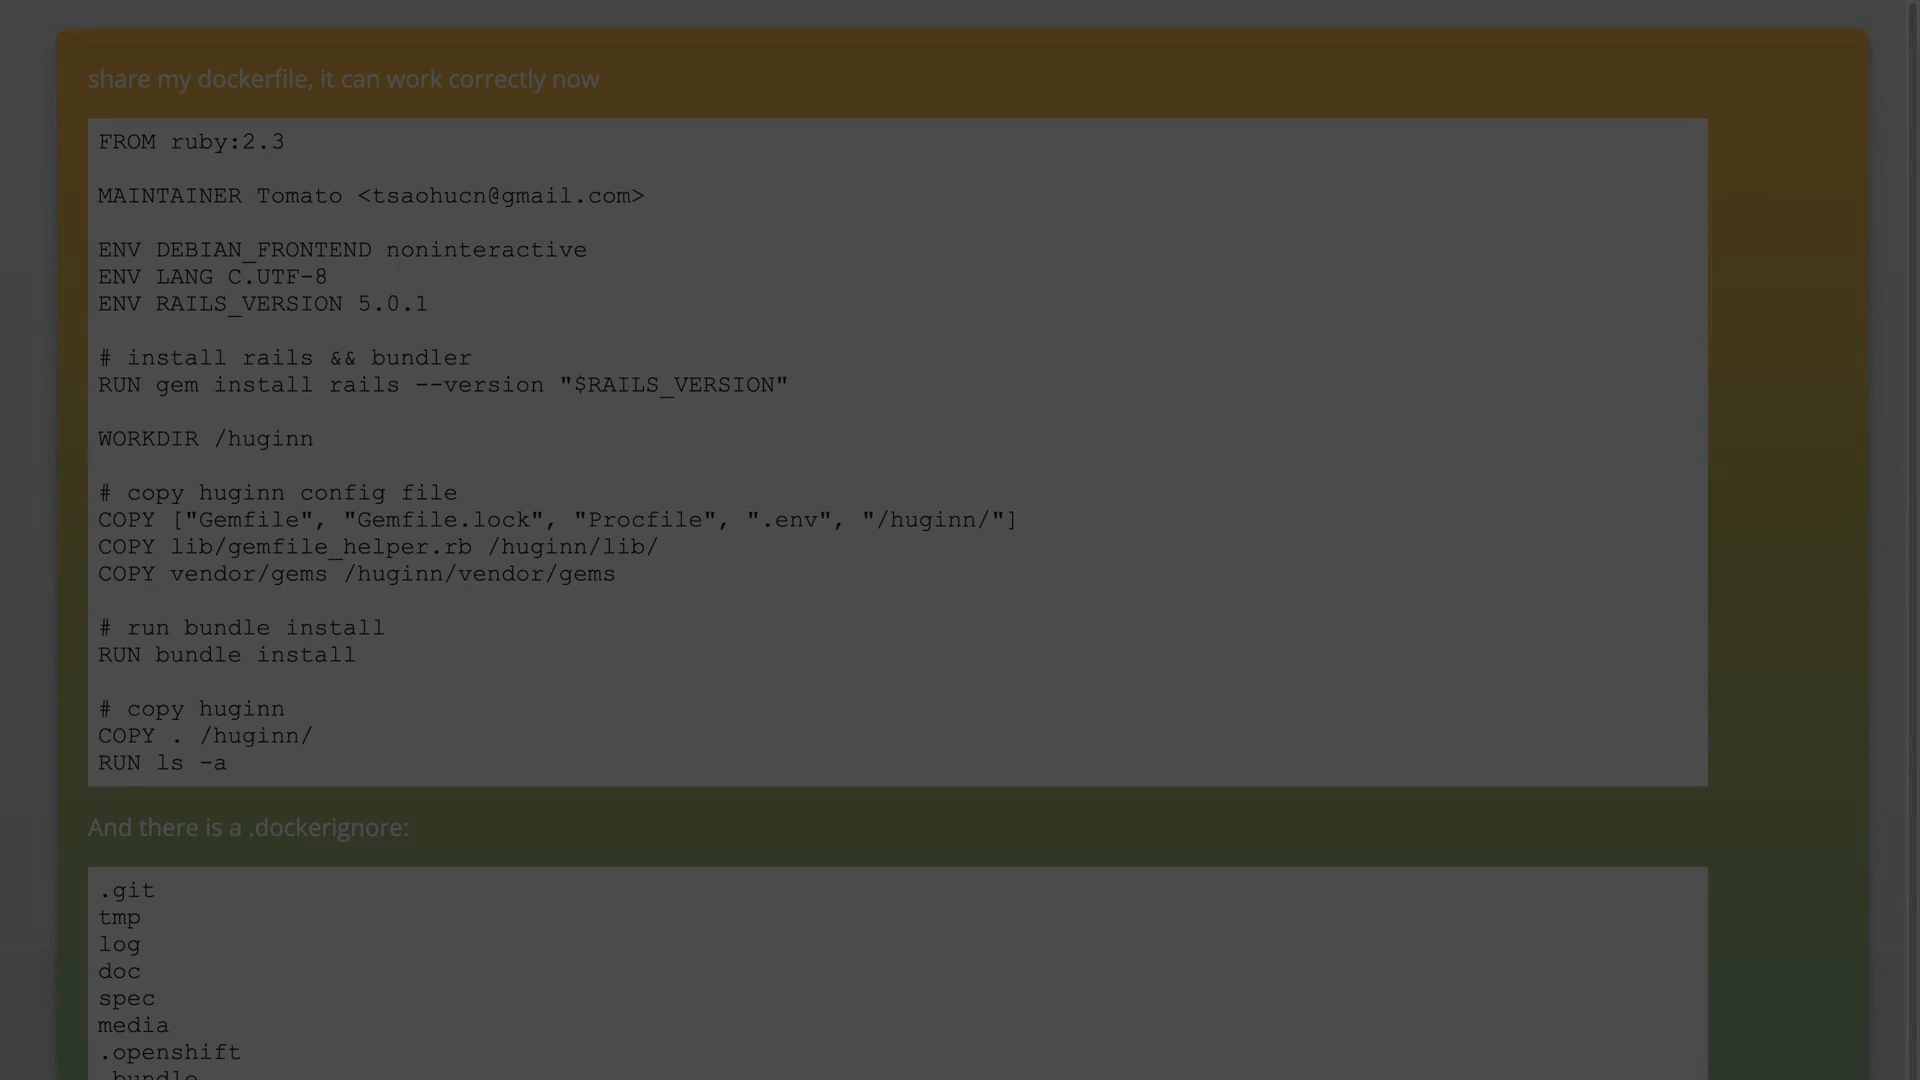 share my dockerfile, it can work correctly now
FROM ruby:2.3
MAINTAINER Tomato <tsaohucn@gmail.com>
ENV DEBIAN_FRONTEND noninteractive
ENV LANG C.UTF-8
ENV RAILS_VERSION 5.0.1
# install rails && bundler
RUN gem install rails --version "$RAILS_VERSION"
WORKDIR /huginn
# copy huginn config file
COPY ["Gemfile", "Gemfile.lock", "Procfile", ".env", "/huginn/"]
COPY lib/gemfile_helper.rb /huginn/lib/
COPY vendor/gems /huginn/vendor/gems
# run bundle install
RUN bundle install
# copy huginn
COPY . /huginn/
RUN ls -a
And there is a .dockerignore:
.git
tmp
log
doc
spec
media
.openshift
.bundle